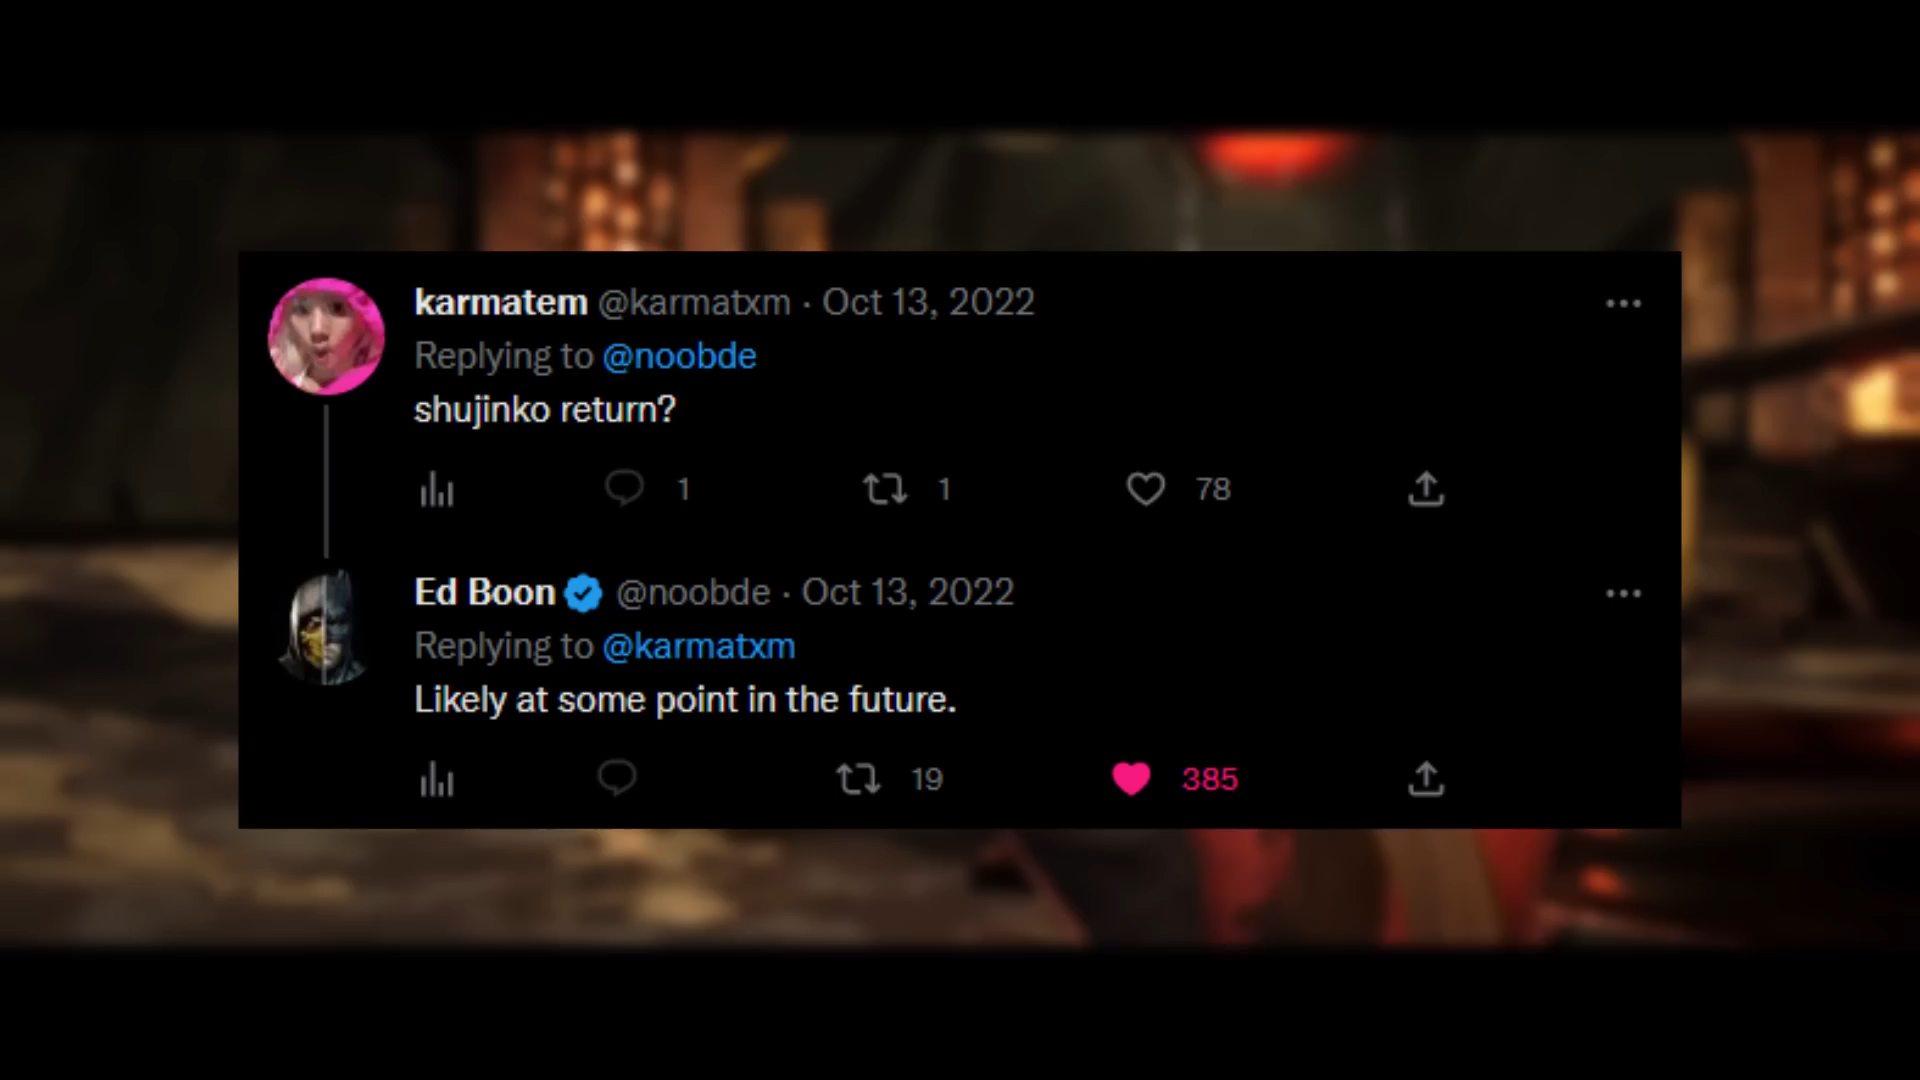 karmatem @karmatxm · Oct 13, 2022
Replying to @noobde
shujinko return?
1 1 78
Ed Boon @noobde · Oct 13, 2022
Replying to @karmatxm
Likely at some point in the future.
19 385